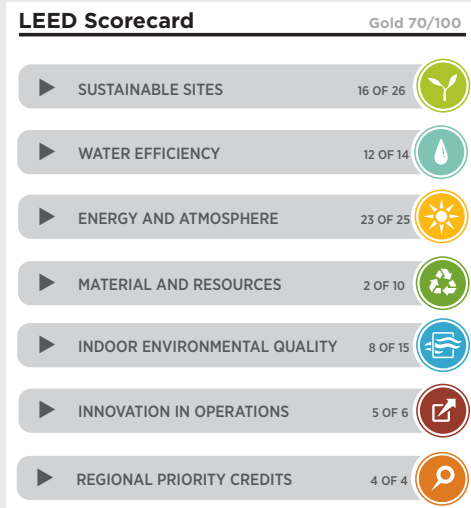 LEED Scorecard Gold 70/100
SUSTAINABLE SITES 16 OF 26
WATER EFFICIENCY 12 OF 14
ENERGY AND ATMOSPHERE 23 OF 25
MATERIAL AND RESOURCES 2 OF 10
INDOOR ENVIRONMENTAL QUALITY 8 OF 15
INNOVATION IN OPERATIONS 5 OF 6
REGIONAL PRIORITY CREDITS 4 OF 4